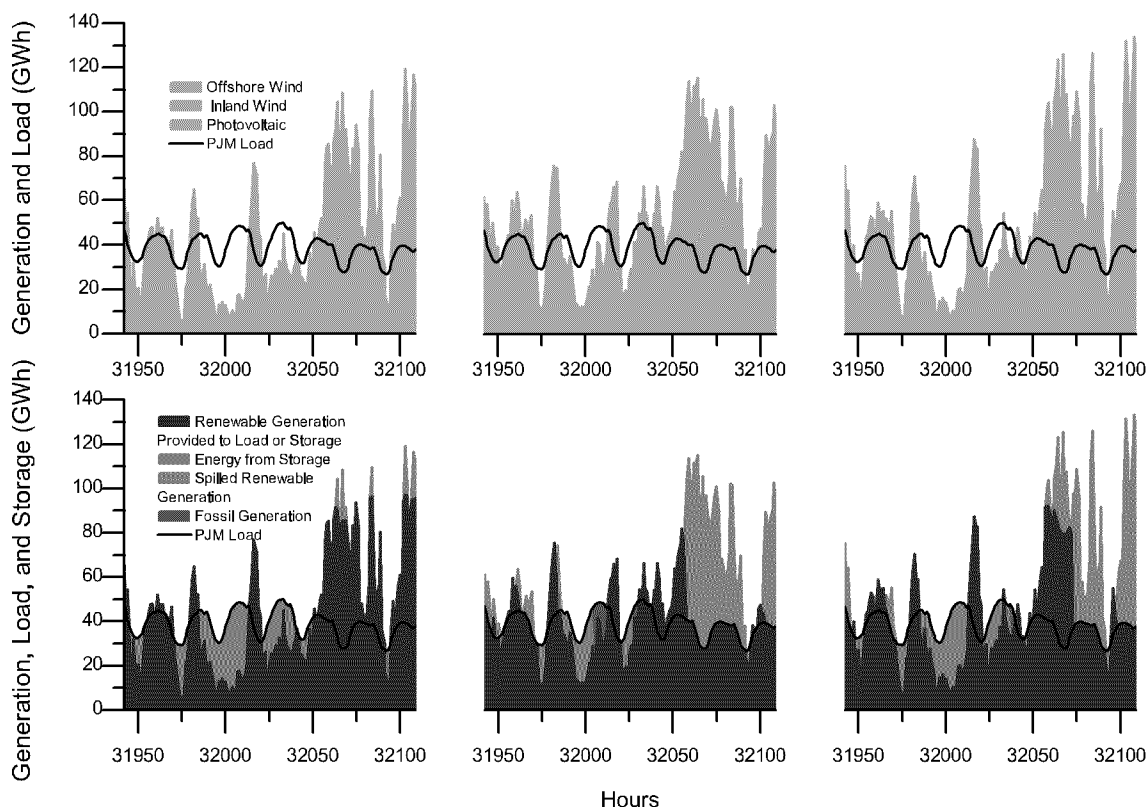 Generation and Load (GWh)
140
120
100
80
60
40
20
0
Offshore Wind
Inland Wind
Photovoltaic
PJM Load
31950 32000 32050 32100
31950 32000 32050 32100
31950 32000 32050 32100
Generation, Load, and Storage (GWh)
140
120
100
80
60
40
20
0
Renewable Generation
Provided to Load or Storage
Energy from Storage
Spilled Renewable
Generation
Fossil Generation
PJM Load
31950 32000 32050 32100
31950 32000 32050 32100
31950 32000 32050 32100
Hours